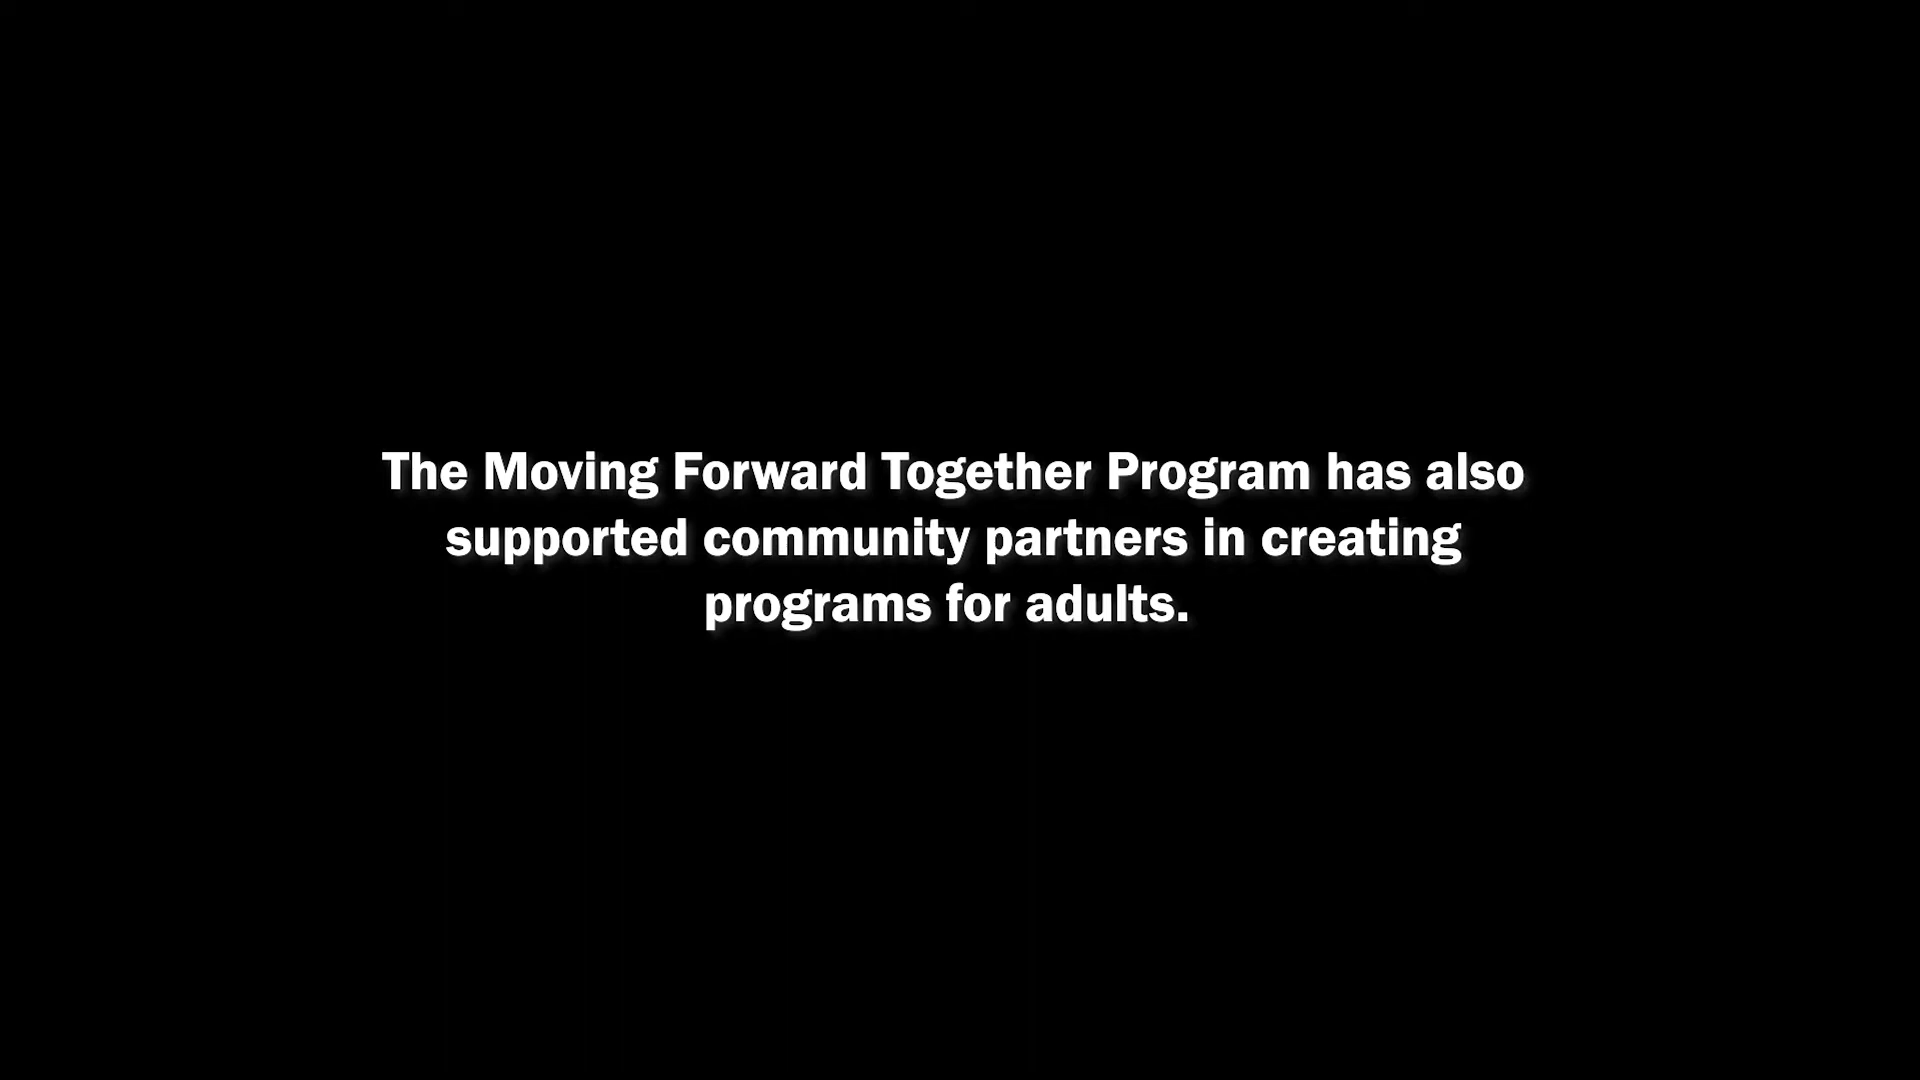 The Moving Forward Together Program has also
supported community partners in creating
programs for adults.